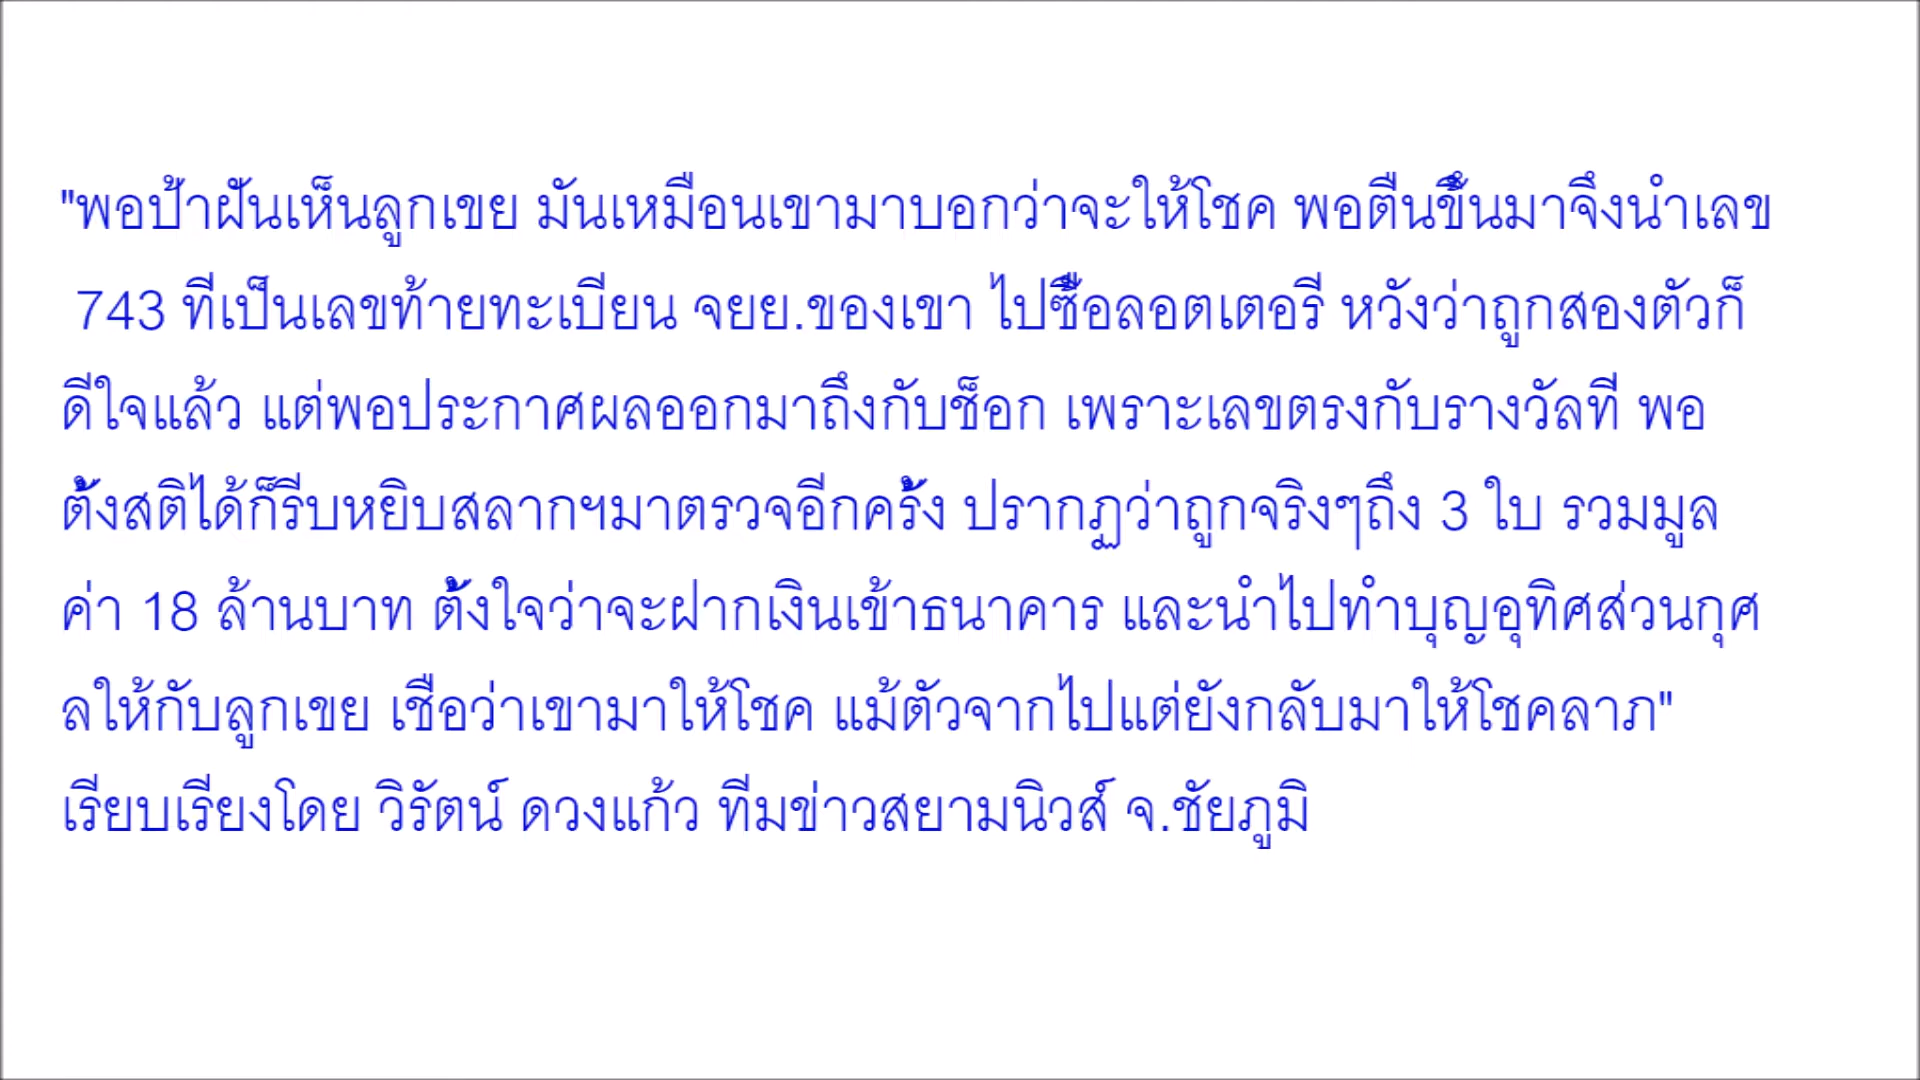 "พอป้าฝันเห็นลูกเขย มันเหมือนเขามาบอกว่าจะให้โชค พอตื่นขึ้นมาจึงนำเลข
743 ที่เป็นเลขท้ายทะเบียน จยย.ของเขา ไปซื้อลอตเตอรี่ หวังว่าถูกสองตัวก็
ดีใจแล้ว แต่พอประกาศผลออกมาถึงกับช็อก เพราะเลขตรงกับรางวัลที่ พอ
ตั้งสติได้ก็รีบหยิบสลากฯมาตรวจอีกครั้ง ปรากฏว่าถูกจริงๆถึง 3 ใบ รวมมูล
ค่า 18 ล้านบาท ตั้งใจว่าจะฝากเงินเข้าธนาคาร และนำไปทำบุญอุทิศส่วนกุศ
ลให้กับลูกเขย เชื่อว่าเขามาให้โชค แม้ตัวจากไปแต่ยังกลับมาให้โชคลาภ"
เรียบเรียงโดย วิรัตน์ ดวงแก้ว ทีมข่าวสยามนิวส์ จ.ชัยภูมิ